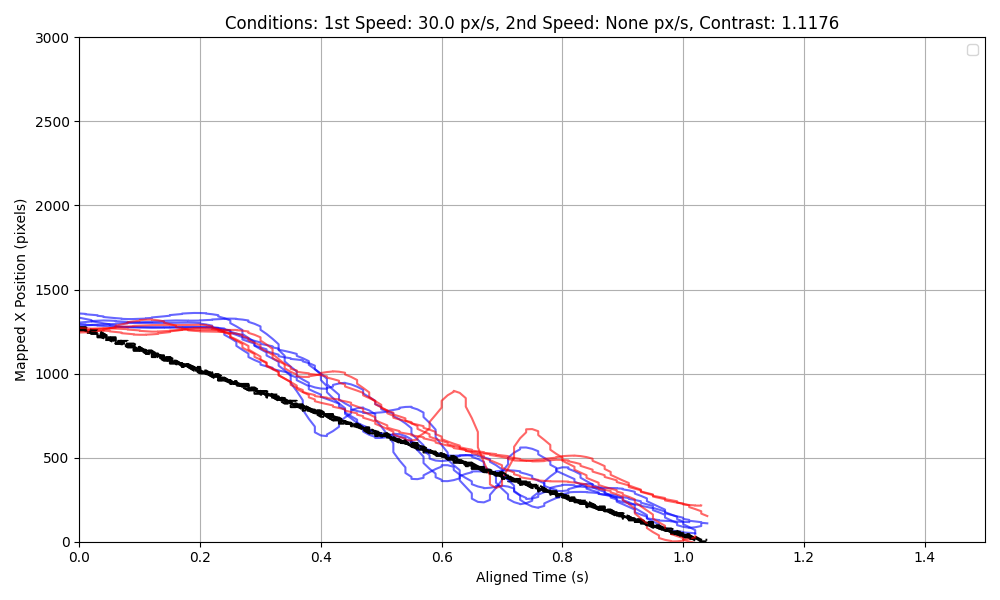 Conditions: 1st Speed: 30.0 px/s, 2nd Speed: None px/s, Contrast: 1.1176
3000
2500
2000
1500
1000
500
0
Mapped X Position (pixels)
0.0 0.2 0.4 0.6 0.8 1.0 1.2 1.4
Aligned Time (s)